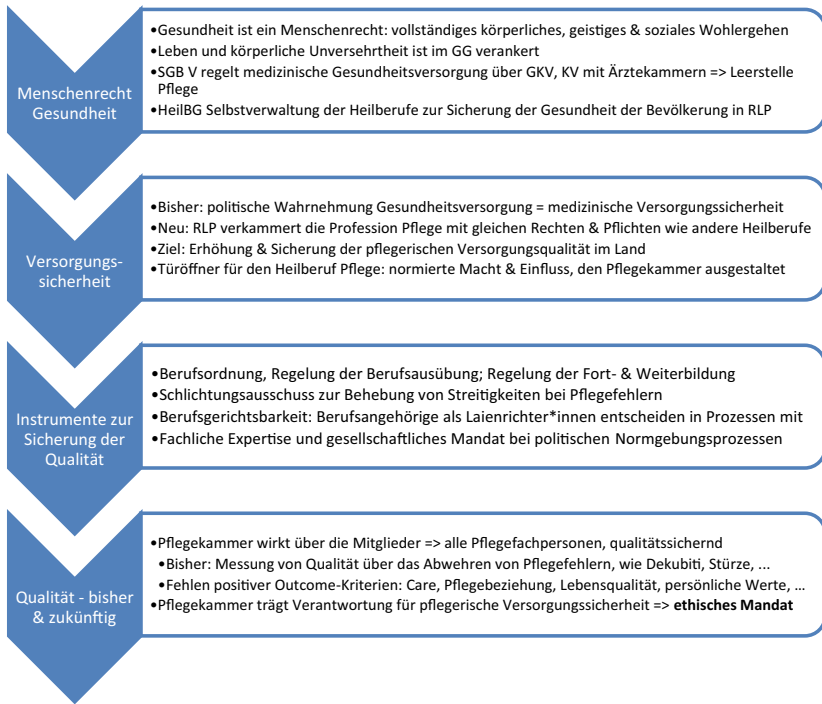 Menschenrecht
Gesundheit
•Gesundheit ist ein Menschenrecht: vollständiges körperliches, geistiges & soziales Wohlergehen
•Leben und körperliche Unversehrtheit ist im GG verankert
•SGB V regelt medizinische Gesundheitsversorgung über GKV, KV mit Ärztekammern => Leerstelle
Pflege
•HeilBG Selbstverwaltung der Heilberufe zur Sicherung der Gesundheit der Bevölkerung in RLP
Versorgungs-
sicherheit
•Bisher: politische Wahrnehmung Gesundheitsversorgung = medizinische Versorgungssicherheit
•Neu: RLP verkammert die Profession Pflege mit gleichen Rechten & Pflichten wie andere Heilberufe
•Ziel: Erhöhung & Sicherung der pflegerischen Versorgungsqualität im Land
•Türöffner für den Heilberuf Pflege: normierte Macht & Einfluss, den Pflegekammer ausgestaltet
Instrumente zur
Sicherung der
Qualität
•Berufsordnung, Regelung der Berufsausübung; Regelung der Fort- & Weiterbildung
•Schlichtungsausschuss zur Behebung von Streitigkeiten bei Pflegefehlern
•Berufsgerichtsbarkeit: Berufsangehörige als Laienrichter*innen entscheiden in Prozessen mit
•Fachliche Expertise und gesellschaftliches Mandat bei politischen Normgebungsprozessen
Qualität - bisher
& zukünftig
•Pflegekammer wirkt über die Mitglieder => alle Pflegefachpersonen, qualitätssichernd
•Bisher: Messung von Qualität über das Abwehren von Pflegefehlern, wie Dekubiti, Stürze, ...
•Fehlen positiver Outcome-Kriterien: Care, Pflegebeziehung, Lebensqualität, persönliche Werte, ...
•Pflegekammer trägt Verantwortung für pflegerische Versorgungssicherheit => ethisches Mandat